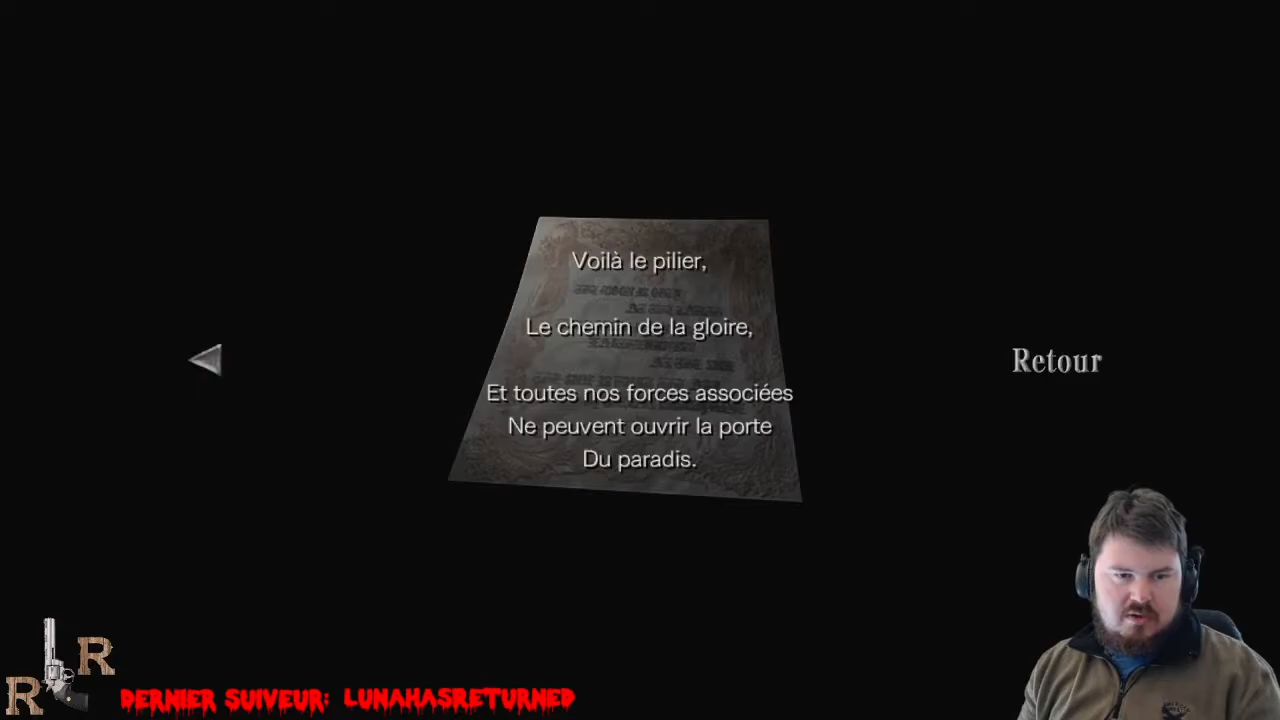 Voilà le pilier,
Le chemin de la gloire,
Et toutes nos forces associées
Ne peuvent ouvrir la porte
Du paradis.
Retour
R
R
DERNIER SUIVEUR: LUNAHASRETURNED